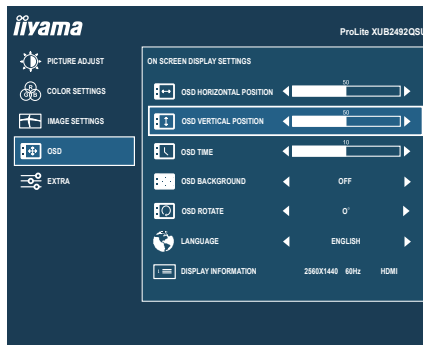 iiyama
ProLite XUB2492QSU
PICTURE ADJUST
COLOR SETTINGS
IMAGE SETTINGS
OSD
EXTRA
ON SCREEN DISPLAY SETTINGS
OSD HORIZONTAL POSITION 50
OSD VERTICAL POSITION 50
OSD TIME 10
OSD BACKGROUND OFF
OSD ROTATE 0°
LANGUAGE ENGLISH
DISPLAY INFORMATION 2560X1440 60Hz HDMI